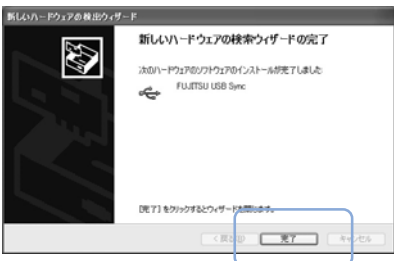 新しいハードウェアの検出ウィザード
新しいハードウェアの検索ウィザードの完了
次のハードウェアのソフトウェアのインストールが完了しました:
FUJITSU USB Sync
[完了] をクリックするとウィザードを閉じます。
< 戻る(B)
完了
キャンセル